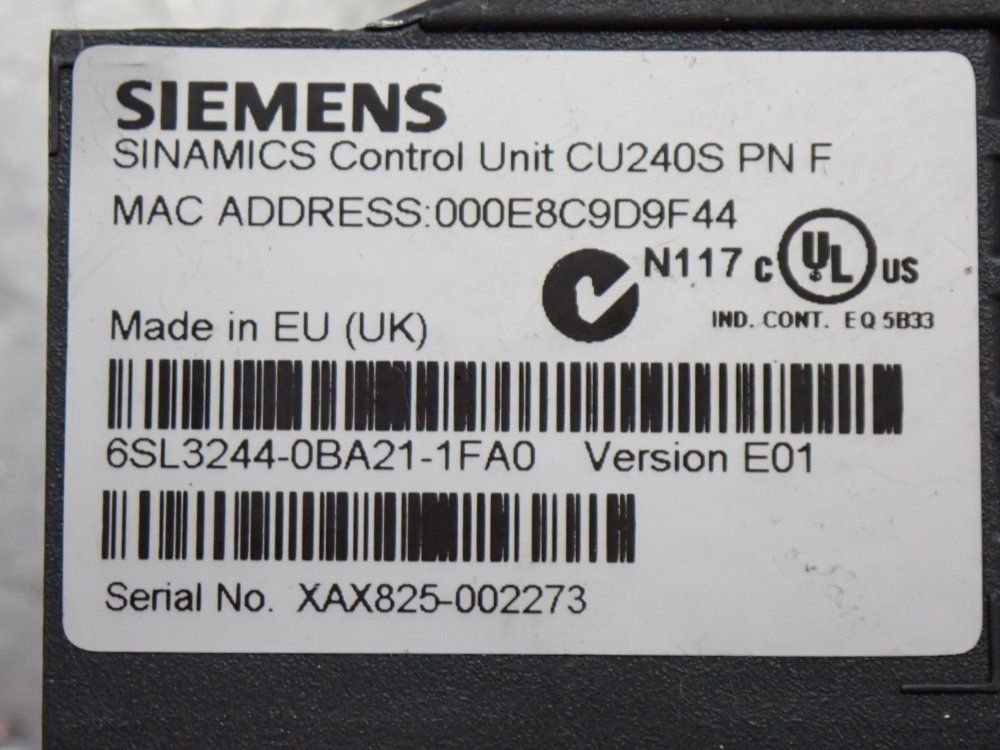 SIEMENS
SINAMICS Control Unit CU240S PN F
MAC ADDRESS:000E8C9D9F44
N117 c UL US
IND. CONT. EQ 5B33
Made in EU (UK)
6SL3244-0BA21-1FA0 Version E01
Serial No. XAX825-002273